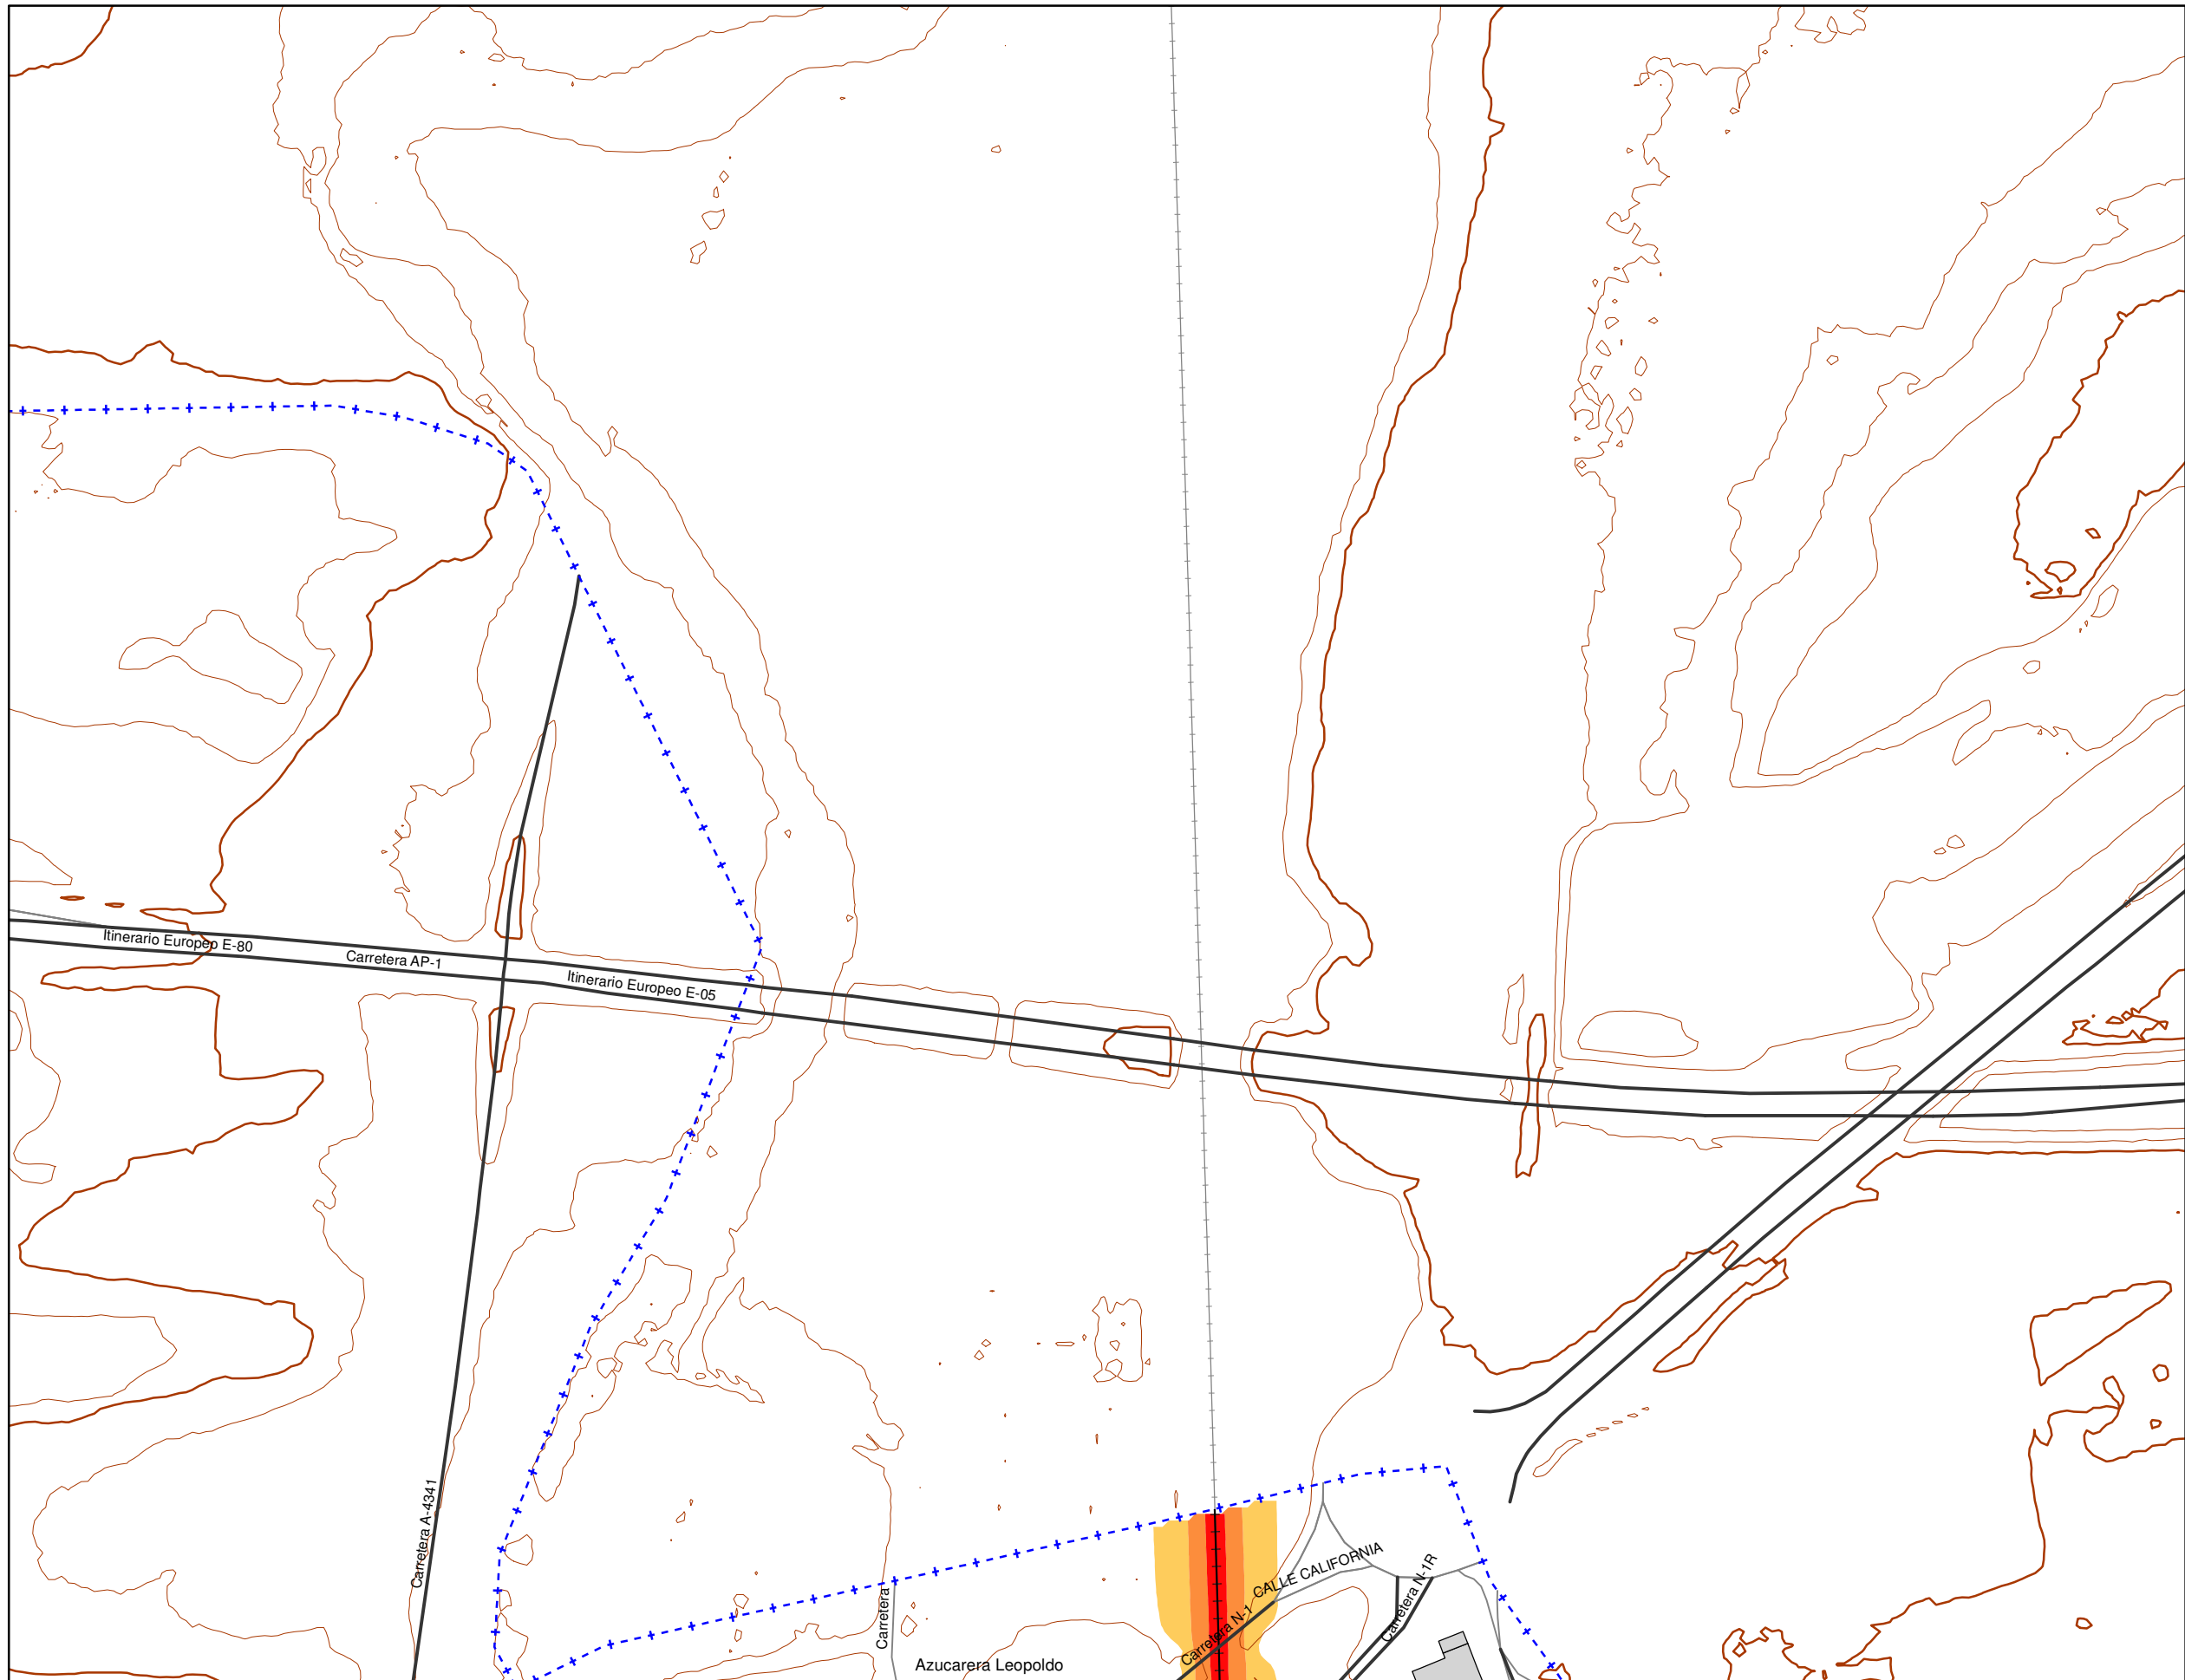 Itinerario Europeo E-80
Carretera AP-1
Itinerario Europeo E-05
Carretera A-4341
CALLE CALIFORNIA
Carretera N-1R
Carretera N-1
Carretera
Azucarera Leopoldo